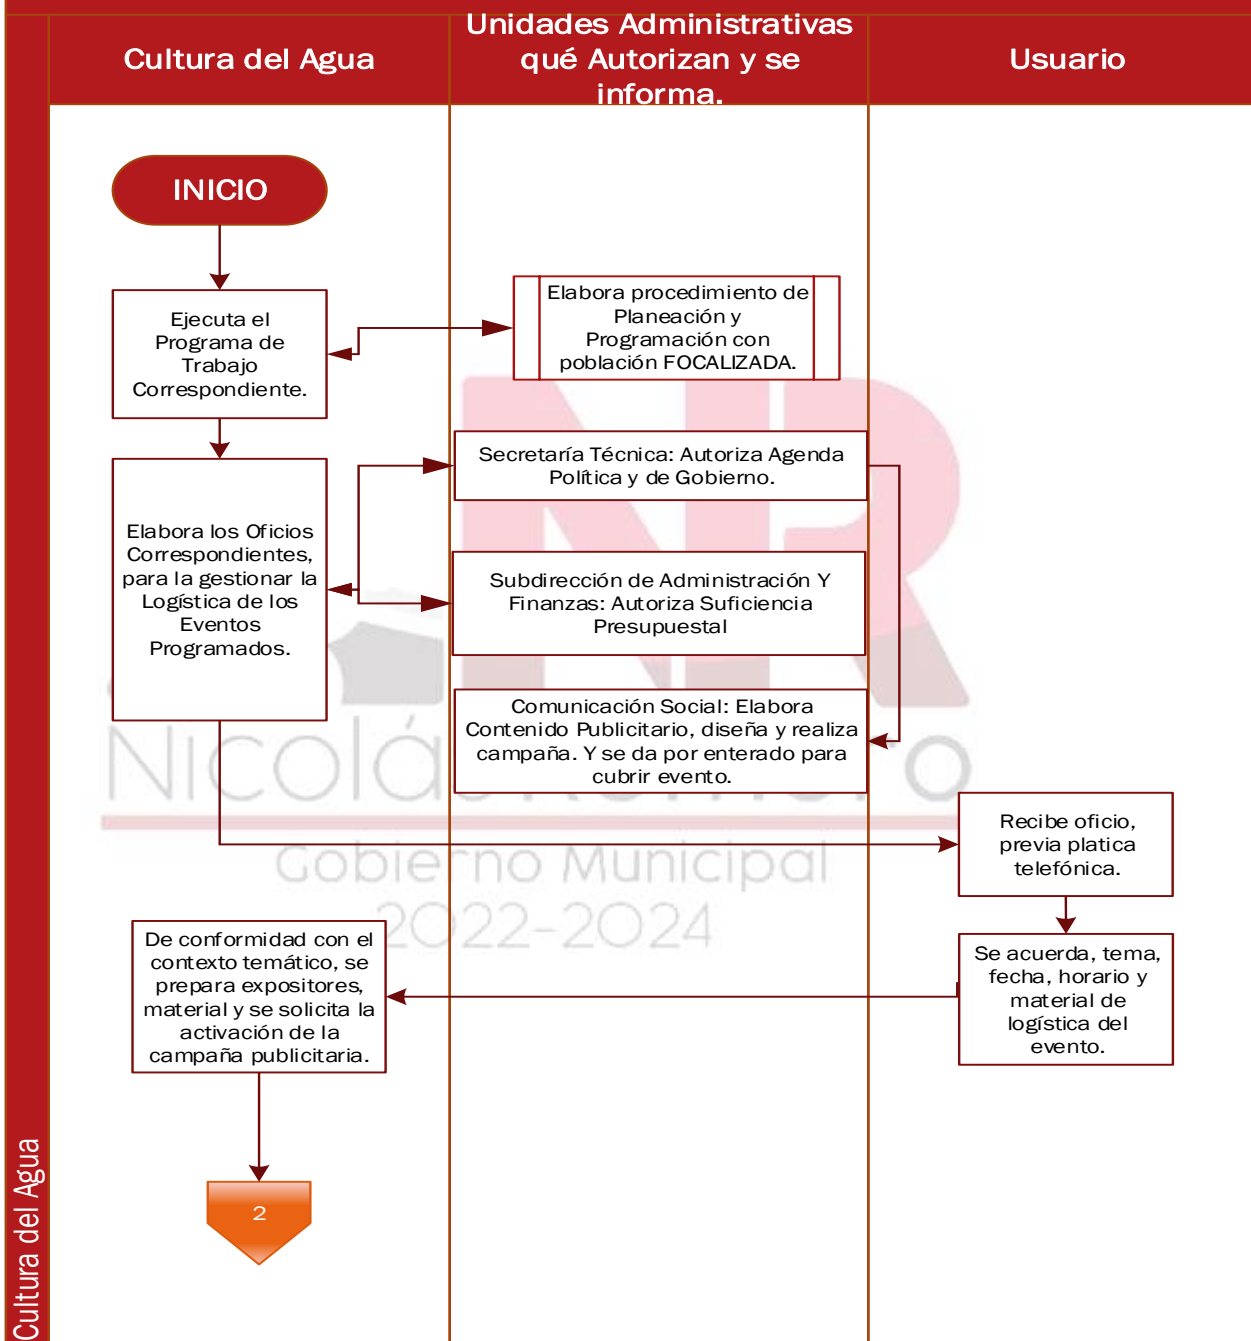 Cultura del Agua
Unidades Administrativas
qué Autorizan y se
informa.
Usuario
INICIO
Ejecuta el
Programa de
Trabajo
Correspondiente.
Elabora procedimiento de
Planeación y
Programación con
población FOCALIZADA.
Elabora los Oficios
Correspondientes,
para la gestionar la
Logística de los
Eventos
Programados.
Secretaría Técnica: Autoriza Agenda
Política y de Gobierno.
Subdirección de Administración Y
Finanzas: Autoriza Suficiencia
Presupuestal
Comunicación Social: Elabora
Contenido Publicitario, diseña y realiza
campaña. Y se da por enterado para
cubrir evento.
Recibe oficio,
previa platica
telefónica.
Se acuerda, tema,
fecha, horario y
material de
logística del
evento.
De conformidad con el
contexto temático, se
prepara expositores,
material y se solicita la
activación de la
campaña publicitaria.
2
Cultura del Agua
NR
Nicolás Romero
Gobierno Municipal
2022-2024